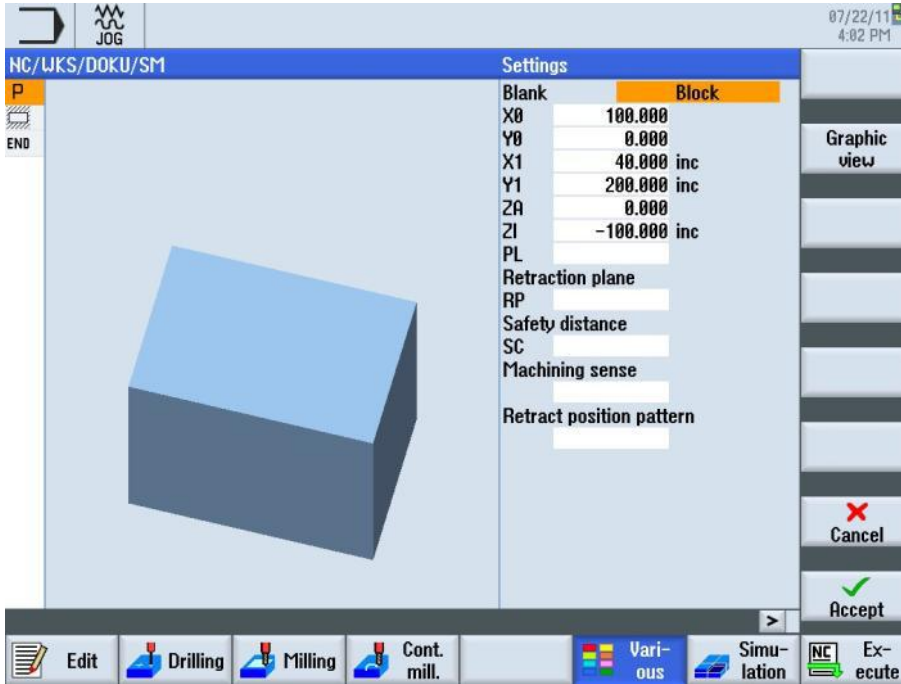 JOG
07/22/11
4:02 PM
NC/WKS/DOKU/SM
Settings
P
END
Blank Block
X0 100.000
Y0 0.000
X1 40.000 inc
Y1 200.000 inc
ZA 0.000
ZI -100.000 inc
PL
Retraction plane
RP
Safety distance
SC
Machining sense
Retract position pattern
Graphic
view
Cancel
Accept
>
Edit
Drilling
Milling
Cont.
mill.
Vari-
ous
Simu-
lation
NC
Ex-
ecute